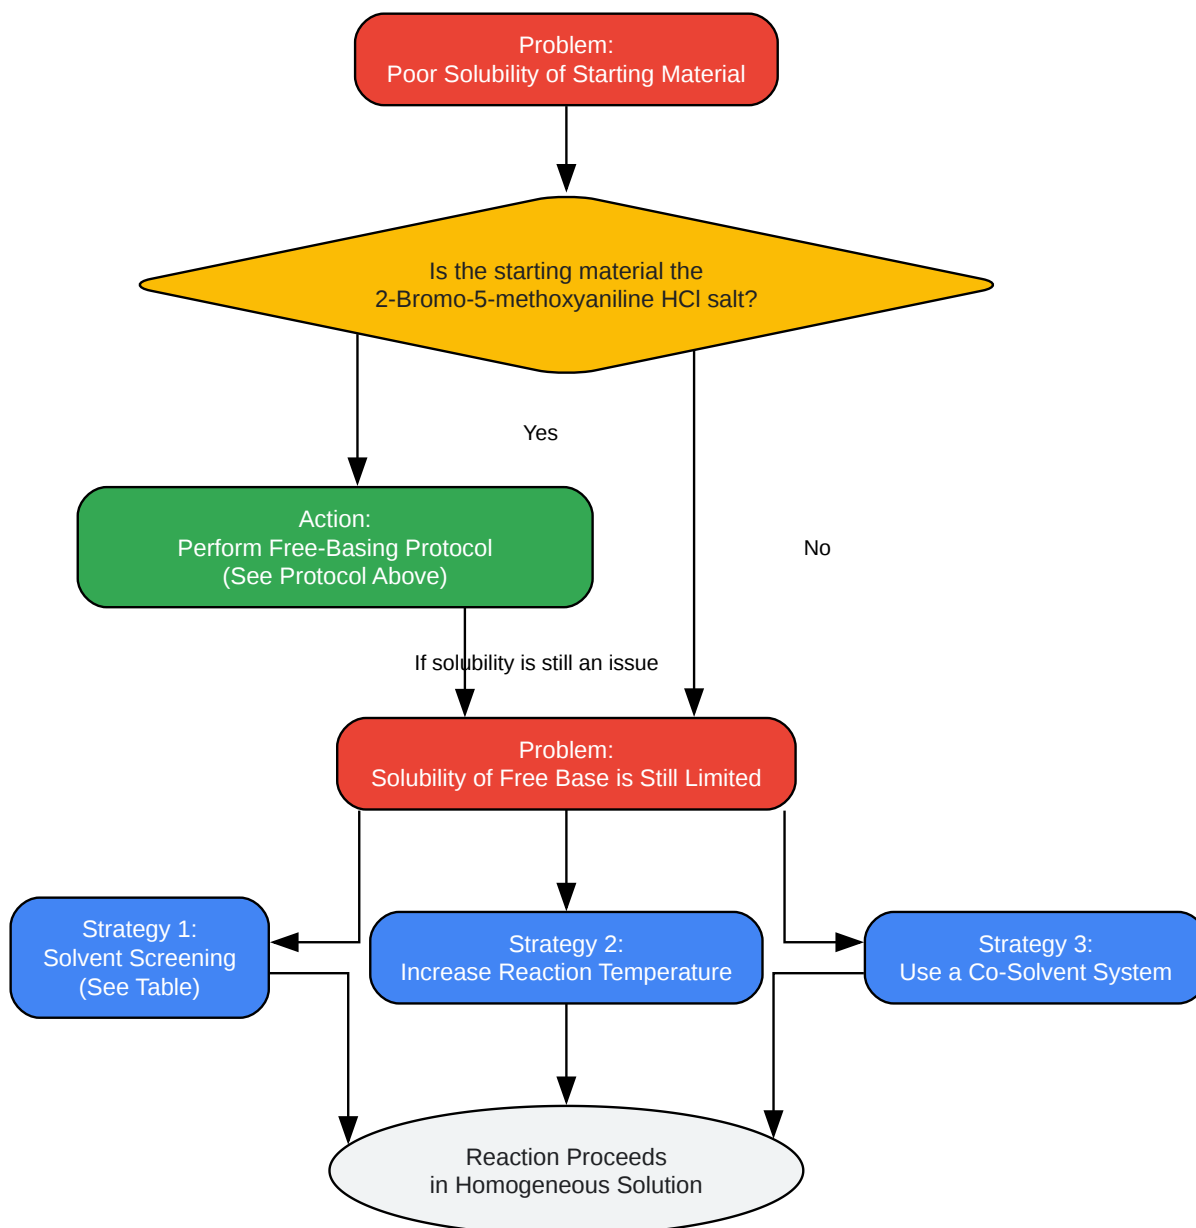 Problem:
Poor Solubility of Starting Material
Is the starting material the
2-Bromo-5-methoxyaniline HCl salt?
Yes
Action:
Perform Free-Basing Protocol
(See Protocol Above)
No
If solubility is still an issue
Problem:
Solubility of Free Base is Still Limited
Strategy 1:
Solvent Screening
(See Table)
Strategy 2:
Increase Reaction Temperature
Strategy 3:
Use a Co-Solvent System
Reaction Proceeds
in Homogeneous Solution